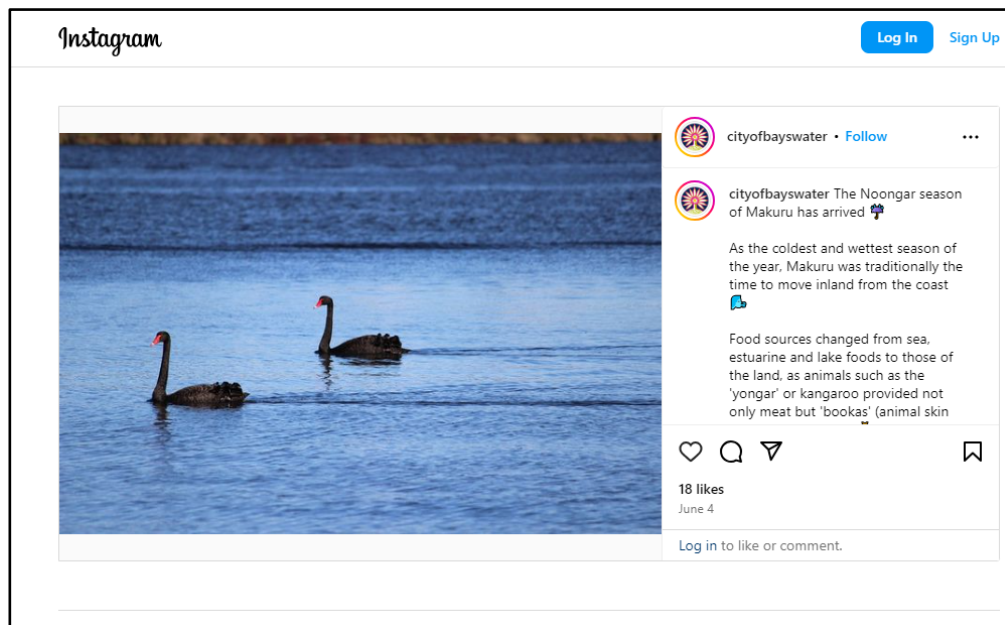 Instagram
Log In
Sign Up
cityofbayswater • Follow
cityofbayswater The Noongar season
of Makuru has arrived ☔
As the coldest and wettest season of
the year, Makuru was traditionally the
time to move inland from the coast
🌊
Food sources changed from sea,
estuarine and lake foods to those of
the land, as animals such as the
'yongar' or kangaroo provided not
only meat but 'bookas' (animal skin
18 likes
June 4
Log in to like or comment.